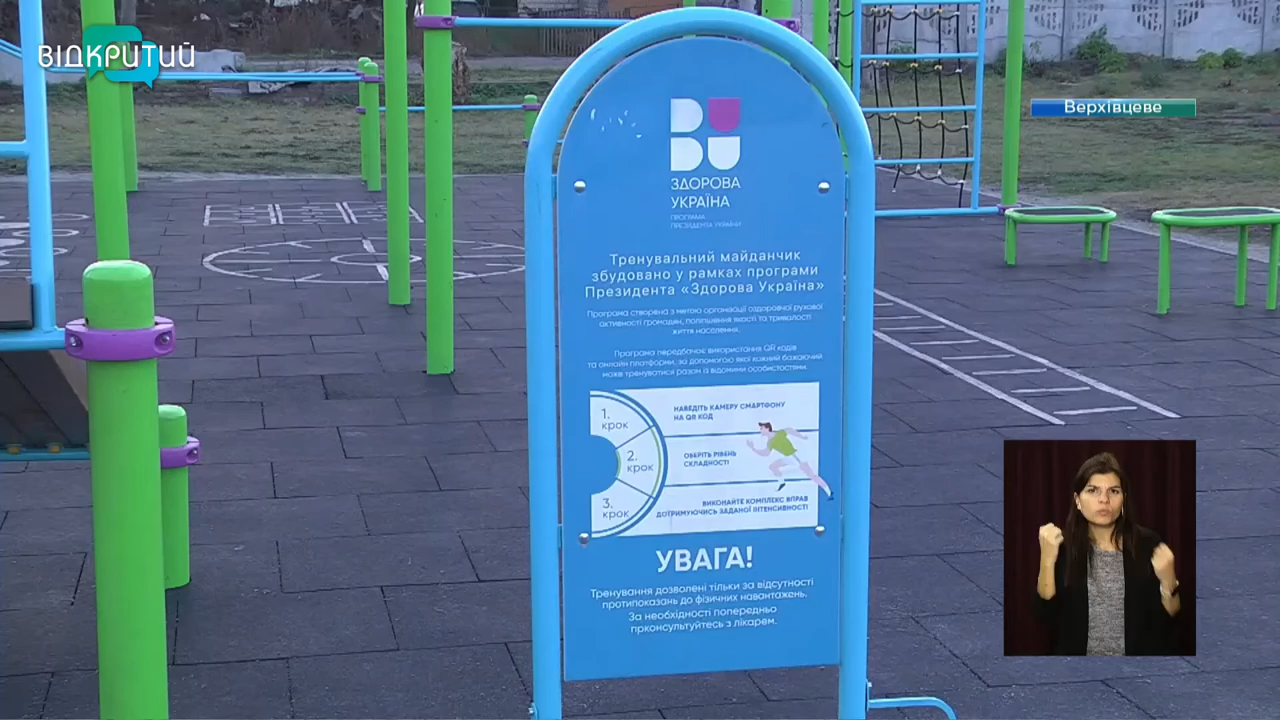 ВІДКРИТИЙ
Верхівцеве
ЗДОРОВА
УКРАЇНА
ПРОГРАМА
ПРЕЗИДЕНТА УКРАЇНИ
Тренувальний майданчик
збудовано у рамках програми
Президента «Здорова Україна»
Програма створена з метою організації оздоровчої рухової
активності громадян, поліпшення якості та тривалості
життя населення.
Програма передбачає використання QR кодів
та онлайн платформи, за допомогою якої кожний бажаючий
може тренуватися разом із відомими особистостями.
1.
крок
НАВЕДІТЬ КАМЕРУ СМАРТФОНУ
НА QR КОД
2.
крок
ОБЕРІТЬ РІВЕНЬ
СКЛАДНОСТІ
3.
крок
ВИКОНАЙТЕ КОМПЛЕКС ВПРАВ
ДОТРИМУЮЧИСЬ ЗАДАНОЇ ІНТЕНСИВНОСТІ
УВАГА!
Тренування дозволені тільки за відсутності
протипоказань до фізичних навантажень.
За необхідності попередньо
прконсультуйтесь з лікарем.